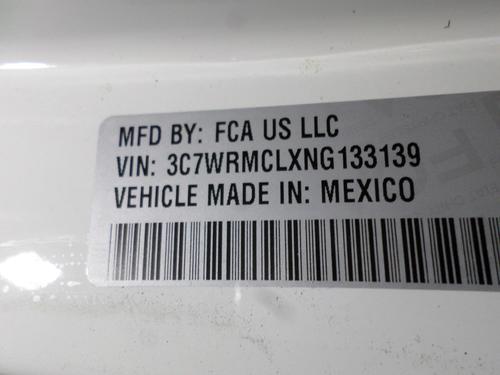 MFD BY: FCA US LLC
VIN: 3C7WRMCLXNG133139
VEHICLE MADE IN: MEXICO